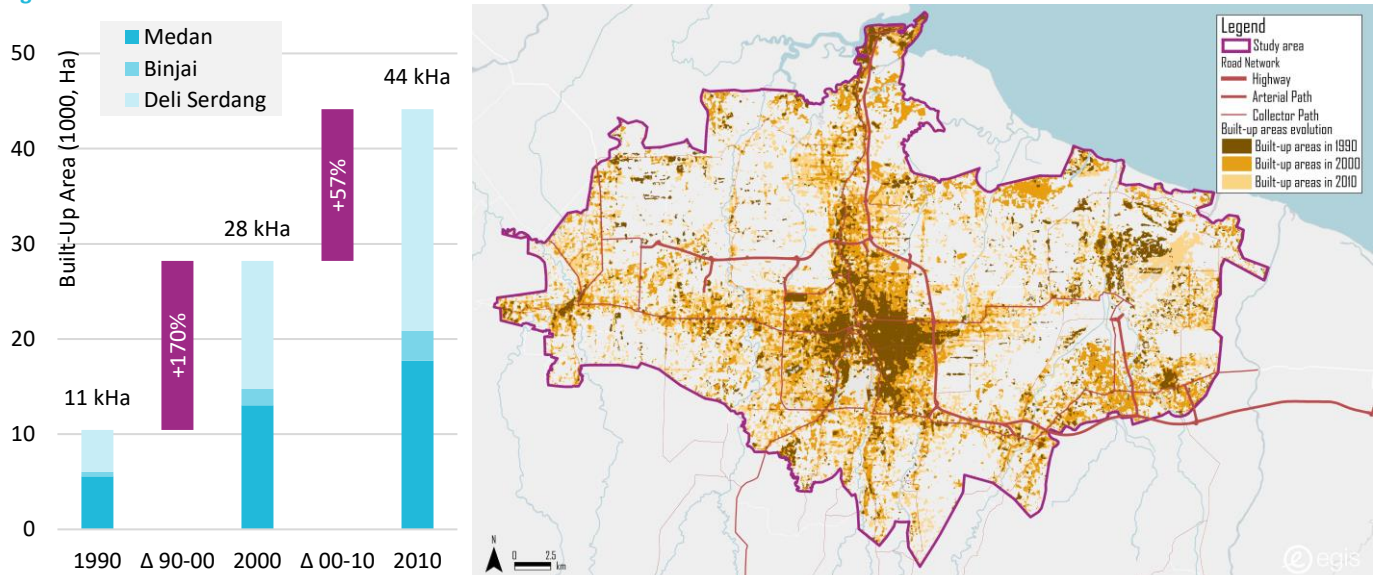 Built-Up Area (1000, Ha)
50
40
30
20
10
0
Medan
Binjai
Deli Serdang
11 kHa
+170%
28 kHa
+57%
44 kHa
1990
Δ 90-00
2000
Δ 00-10
2010
Legend
Study area
Road Network
Highway
Arterial Path
Collector Path
Built-up areas evolution
Built-up areas in 1990
Built-up areas in 2000
Built-up areas in 2010
N
0 2.5
km
egis